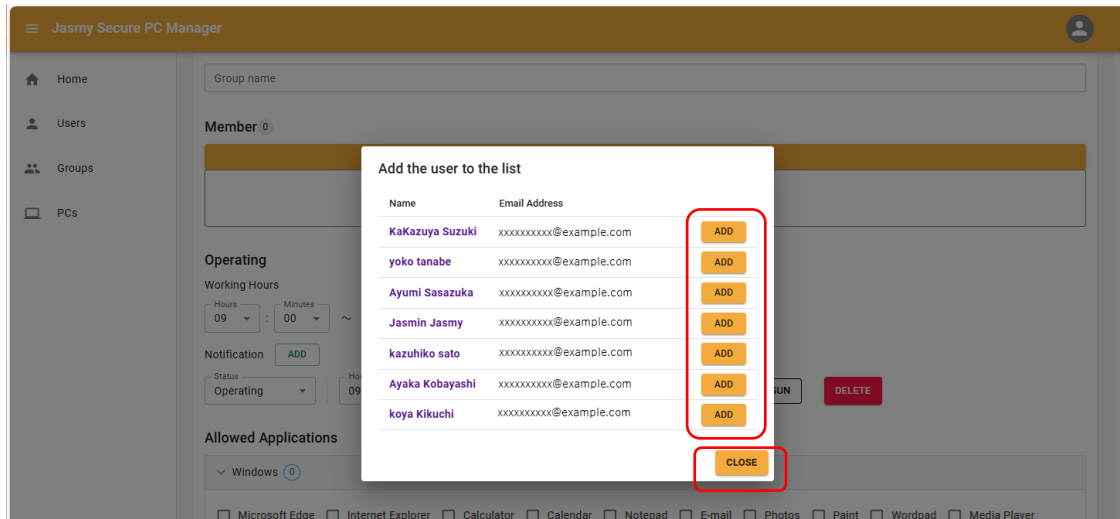 Jasmy Secure PC Manager
Home
Users
Groups
PCs
Group name
Member 0
Add the user to the list
Name Email Address
KaKazuya Suzuki xxxxxxxxxx@example.com ADD
yoko tanabe xxxxxxxxxx@example.com ADD
Ayumi Sasazuka xxxxxxxxxx@example.com ADD
Jasmin Jasmy xxxxxxxxxx@example.com ADD
kazuhiko sato xxxxxxxxxx@example.com ADD
Ayaka Kobayashi xxxxxxxxxx@example.com ADD
koya Kikuchi xxxxxxxxxx@example.com ADD
CLOSE
Operating
Working Hours
Hours Minutes
09 : 00 ～
Notification ADD
Status Ho
Operating 09 SUN DELETE
Allowed Applications
Windows 0
Microsoft Edge Internet Explorer Calculator Calendar Notepad E-mail Photos Paint Wordpad Media Player